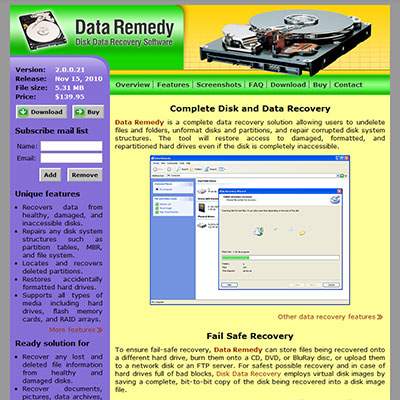 Data Remedy
Disk Data Recovery Software
Version: 2.0.0.21
Release: Nov 15, 2010
File size: 5.31 MB
Price: $139.95
Download Buy
Subscribe mail list
Name:
Email:
Add Remove
Unique features
Recovers data from
healthy, damaged, and
inaccessible disks.
Repairs any disk system
structures such as
partition tables, MBR,
and file system.
Locates and recovers
deleted partitions.
Restores accidentally
formatted hard drives.
Supports all types of
media including hard
drives, flash memory
cards, and RAID arrays.
More features
Ready solution for
Recover any lost and
deleted file information
from healthy and
damaged disks.
Recover documents,
pictures, data archives,
Overview | Features | Screenshots | FAQ | Download | Buy | Contact
Complete Disk and Data Recovery
Data Remedy is a complete data recovery solution allowing users to undelete
files and folders, unformat disks and partitions, and repair corrupted disk system
structures. The tool will restore access to damaged, formatted, and
repartitioned hard drives even if the disk is completely inaccessible.
Other data recovery features
Fail Safe Recovery
To ensure fail-safe recovery, Data Remedy can store files being recovered onto
a different hard drive, burn them onto a CD, DVD, or BluRay disc, or upload them
to a network disk or an FTP server. For safest possible recovery and in case of
hard drives full of bad blocks, Disk Data Recovery employs virtual disk images by
saving a complete, bit-to-bit copy of the disk being recovered into a disk image
file.